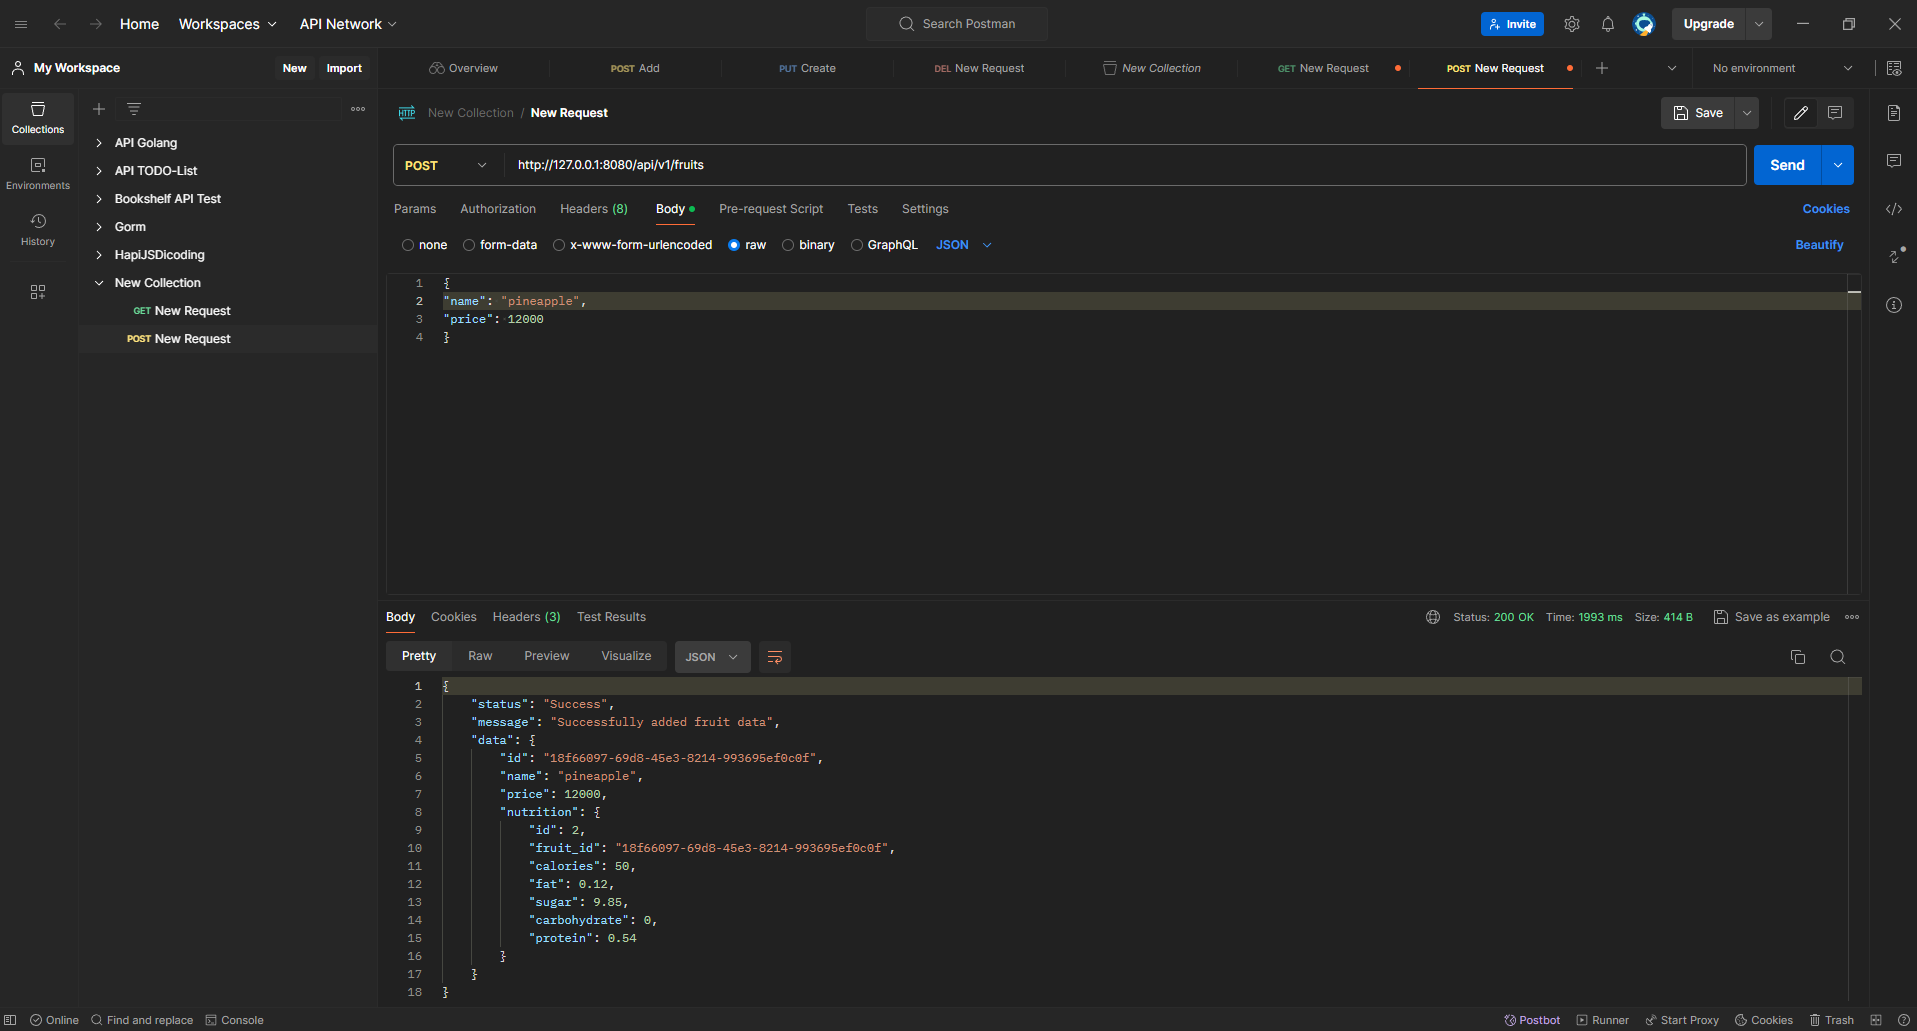 Home Workspaces API Network Search Postman Invite Upgrade
My Workspace New Import Overview POST Add PUT Create DEL New Request New Collection GET New Request POST New Request No environment
Collections
Environments
History
API Golang
API TODO-List
Bookshelf API Test
Gorm
HapiJSDicoding
New Collection
GET New Request
POST New Request
HTTP New Collection / New Request Save
POST http://127.0.0.1:8080/api/v1/fruits Send
Params Authorization Headers (8) Body Pre-request Script Tests Settings Cookies
none form-data x-www-form-urlencoded raw binary GraphQL JSON Beautify
1 {
2 "name": "pineapple",
3 "price": 12000
4 }
Body Cookies Headers (3) Test Results Status: 200 OK Time: 1993 ms Size: 414 B Save as example
Pretty Raw Preview Visualize JSON
1 {
2 "status": "Success",
3 "message": "Successfully added fruit data",
4 "data": {
5 "id": "18f66097-69d8-45e3-8214-993695ef0c0f",
6 "name": "pineapple",
7 "price": 12000,
8 "nutrition": {
9 "id": 2,
10 "fruit_id": "18f66097-69d8-45e3-8214-993695ef0c0f",
11 "calories": 50,
12 "fat": 0.12,
13 "sugar": 9.85,
14 "carbohydrate": 0,
15 "protein": 0.54
16 }
17 }
18 }
Online Find and replace Console Postbot Runner Start Proxy Cookies Trash